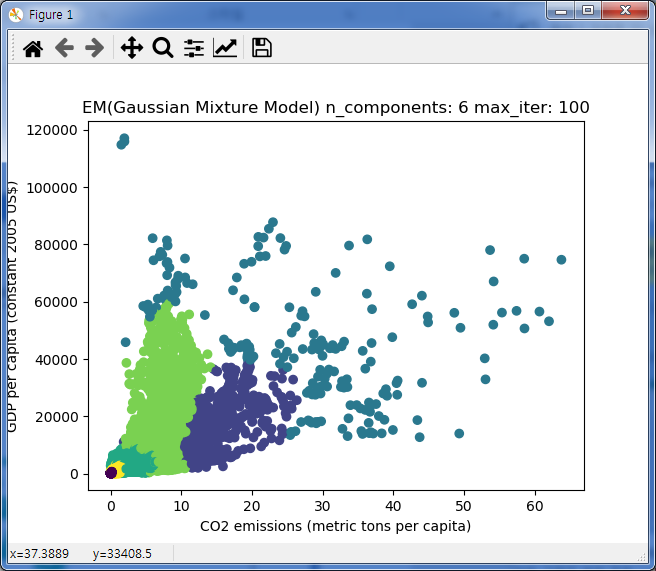 Figure 1
EM(Gaussian Mixture Model) n_components: 6 max_iter: 100
120000
100000
80000
60000
40000
20000
0
GDP per capita (constant 2005 US$)
0 10 20 30 40 50 60
CO2 emissions (metric tons per capita)
x=37.3889 y=33408.5